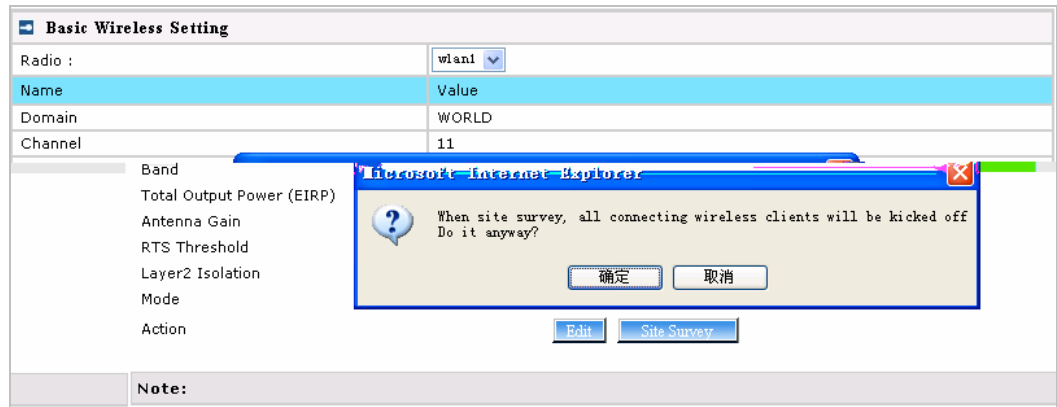 Basic Wireless Setting
Radio : wlan1
Name Value
Domain WORLD
Channel 11
Band
Microsoft Internet Explorer
Total Output Power (EIRP)
Antenna Gain
When site survey, all connecting wireless clients will be kicked off
Do it anyway?
RTS Threshold
Layer2 Isolation
确定 取消
Mode
Action Edit Site Survey
Note: